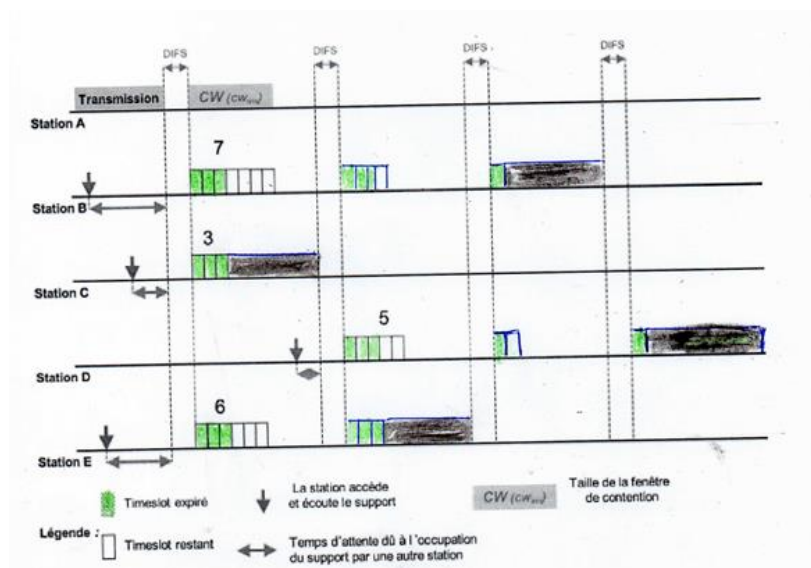 DIFS DIFS DIFS DIFS
Transmission CW
Station A
7
Station B
3
Station C
5
Station D
6
Station E
Timeslot expiré
La station accède
et écoute le support
CW
Taille de la fenêtre
de contention
Légende :
Timeslot restant
Temps d'attente dû à l'occupation
du support par une autre station